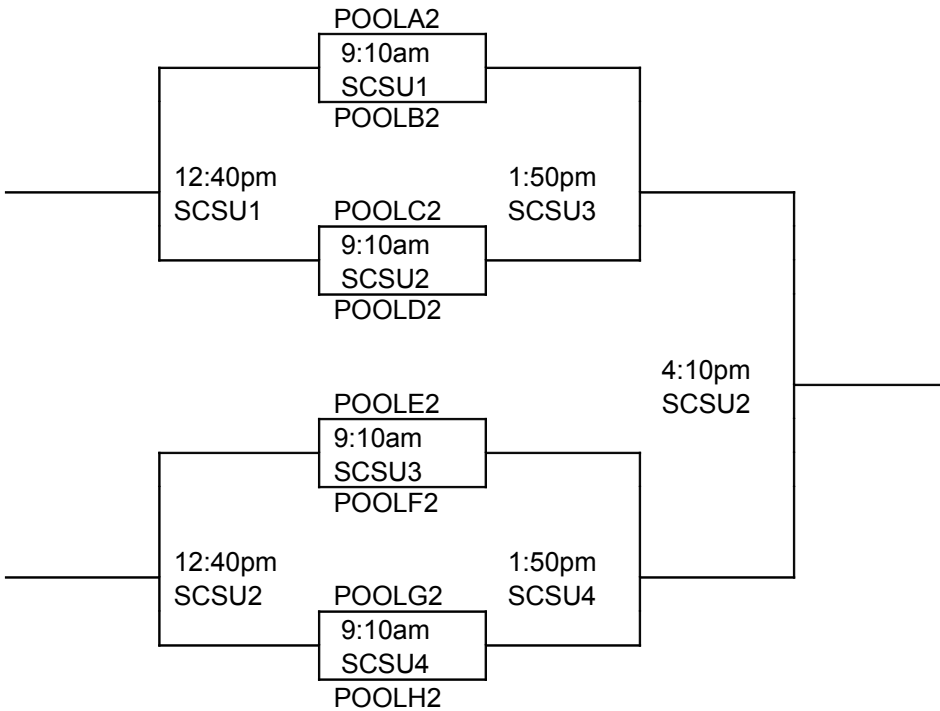 POOLA2
9:10am
SCSU1
POOLB2
12:40pm
SCSU1
1:50pm
SCSU3
POOLC2
9:10am
SCSU2
POOLD2
4:10pm
SCSU2
POOLE2
9:10am
SCSU3
POOLF2
12:40pm
SCSU2
1:50pm
SCSU4
POOLG2
9:10am
SCSU4
POOLH2